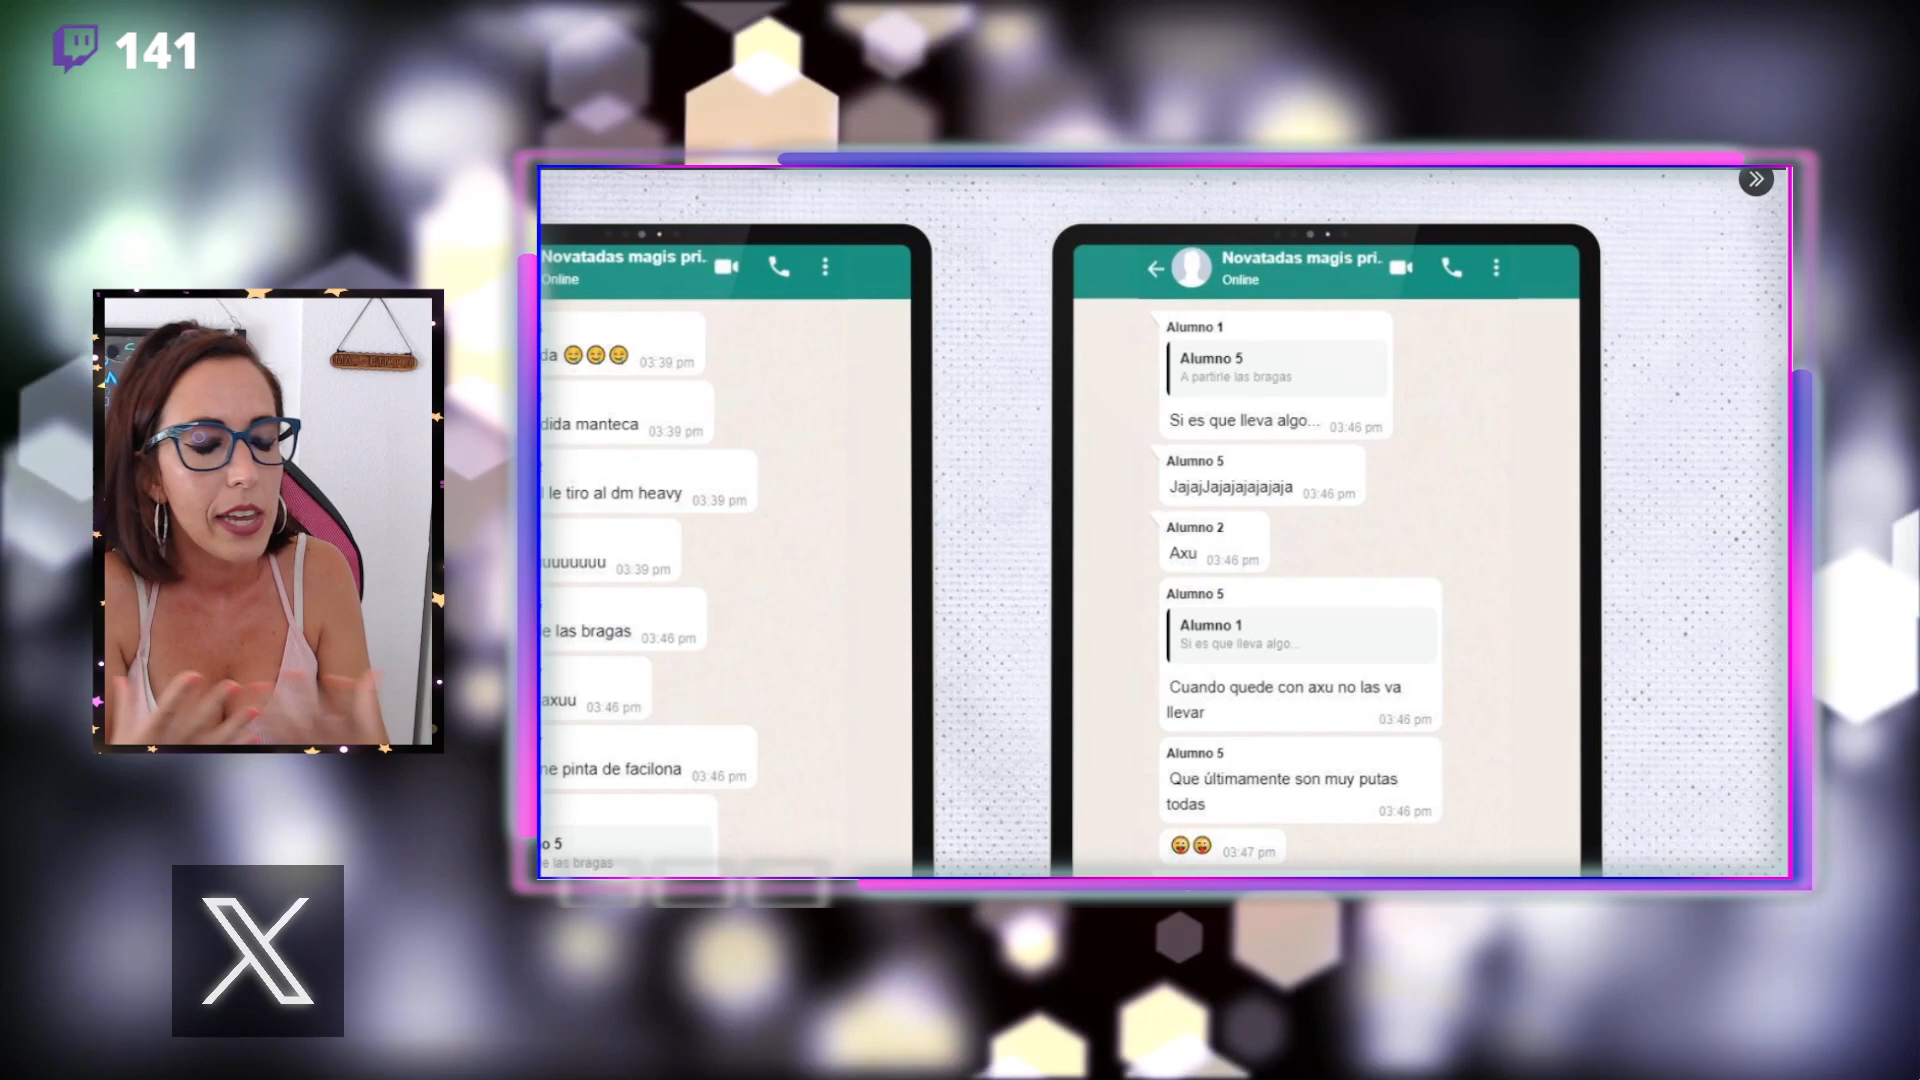 141
Novatadas magis pri..
Online
da 03:39 pm
dida manteca 03:39 pm
le tiro al dm heavy 03:39 pm
uuuuuuu 03:39 pm
e las bragas 03:46 pm
axuu 03:46 pm
ne pinta de facilona 03:46 pm
o 5
e las bragas
Novatadas magis pri..
Online
Alumno 1
Alumno 5
A partirle las bragas
Si es que lleva algo... 03:46 pm
Alumno 5
JajajJajajajajajaja 03:46 pm
Alumno 2
Axu 03:46 pm
Alumno 5
Alumno 1
Si es que lleva algo...
Cuando quede con axu no las va
llevar 03:46 pm
Alumno 5
Que últimamente son muy putas
todas 03:46 pm
03:47 pm